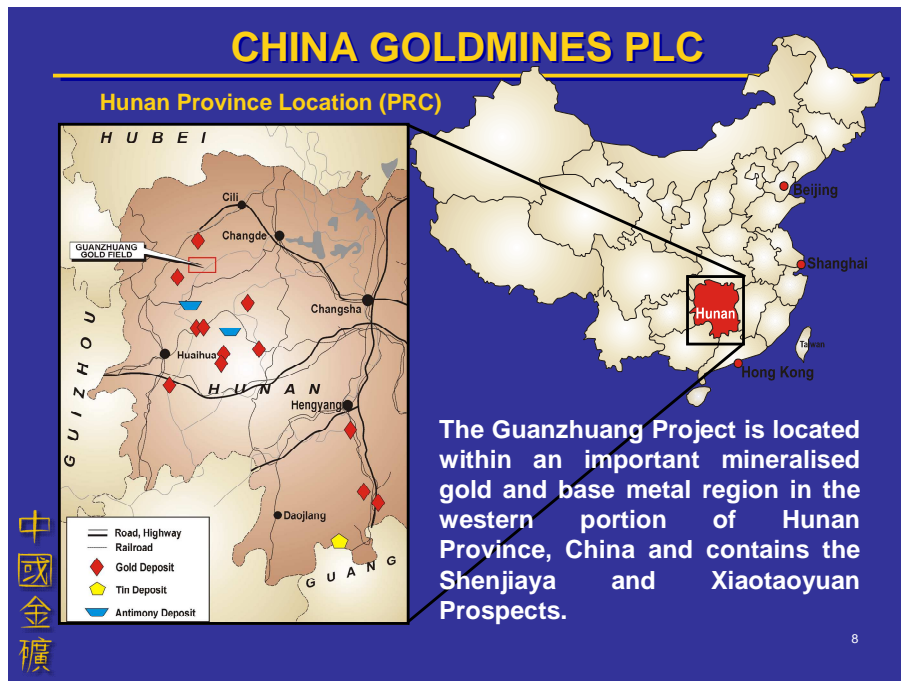 CHINA GOLDMINES PLC
Hunan Province Location (PRC)
HUBEI
Cili
Changde
GUANZHUANG
GOLD FIELD
Changsha
Huaihua
HUNAN
GUIZHOU
Hengyang
Daojlang
GUANG
Road, Highway
Railroad
Gold Deposit
Tin Deposit
Antimony Deposit
Beijing
Shanghai
Hunan
Taiwan
Hong Kong
The Guanzhuang Project is located
within an important mineralised
gold and base metal region in the
western portion of Hunan
Province, China and contains the
Shenjiaya and Xiaotaoyuan
Prospects.
中
國
金
礦
8